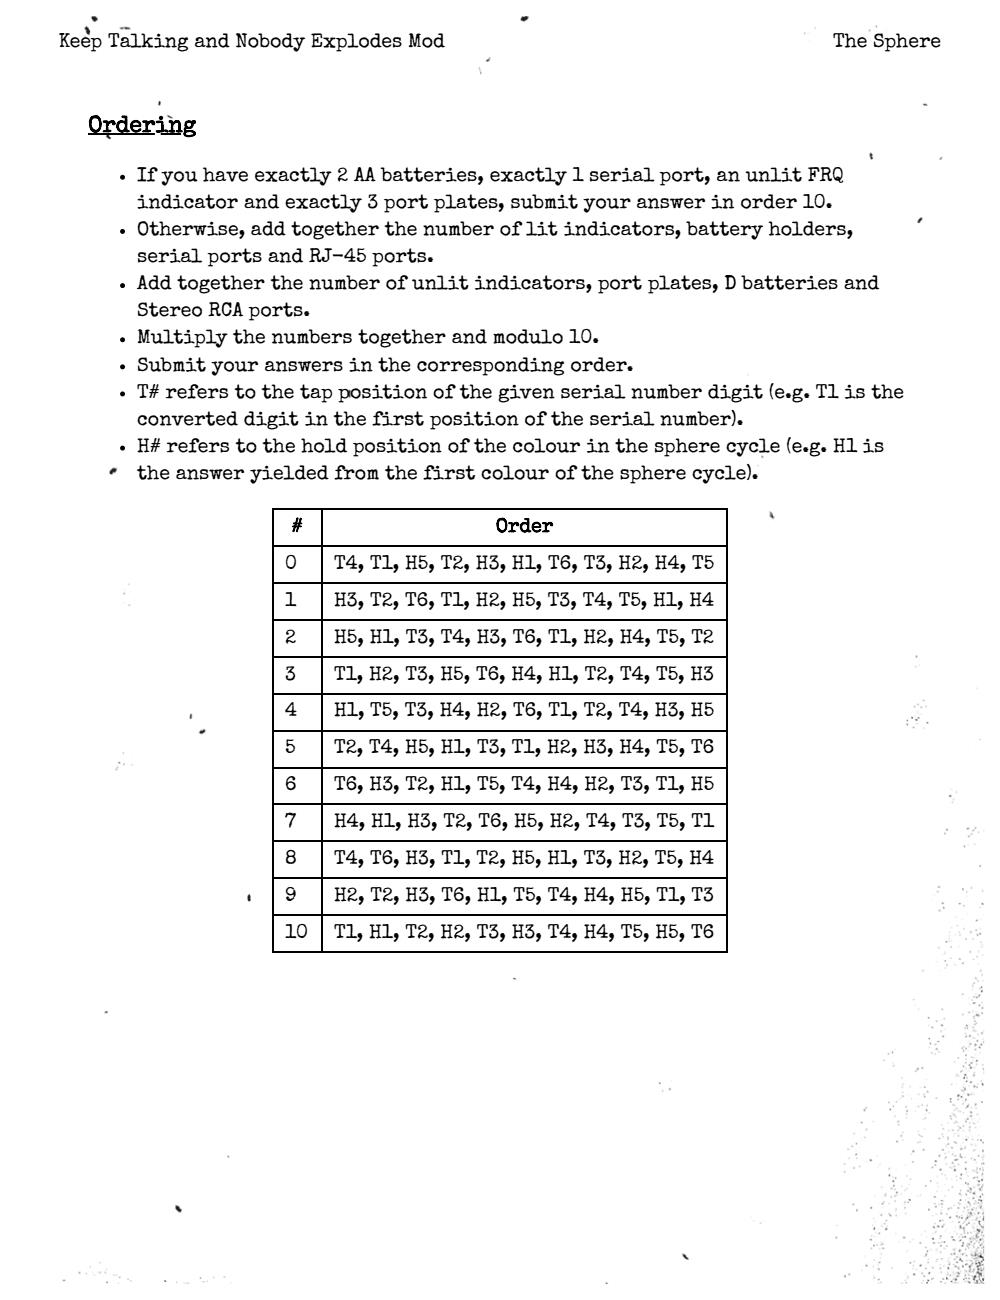 Keep Talking and Nobody Explodes Mod
The Sphere
Ordering
• If you have exactly 2 AA batteries, exactly 1 serial port, an unlit FRQ
indicator and exactly 3 port plates, submit your answer in order 10.
• Otherwise, add together the number of lit indicators, battery holders,
serial ports and RJ-45 ports.
• Add together the number of unlit indicators, port plates, D batteries and
Stereo RCA ports.
• Multiply the numbers together and modulo 10.
• Submit your answers in the corresponding order.
• T# refers to the tap position of the given serial number digit (e.g. T1 is the
converted digit in the first position of the serial number).
• H# refers to the hold position of the colour in the sphere cycle (e.g. H1 is
the answer yielded from the first colour of the sphere cycle).
# Order
0 T4, T1, H5, T2, H3, H1, T6, T3, H2, H4, T5
1 H3, T2, T6, T1, H2, H5, T3, T4, T5, H1, H4
2 H5, H1, T3, T4, H3, T6, T1, H2, H4, T5, T2
3 T1, H2, T3, H5, T6, H4, H1, T2, T4, T5, H3
4 H1, T5, T3, H4, H2, T6, T1, T2, T4, H3, H5
5 T2, T4, H5, H1, T3, T1, H2, H3, H4, T5, T6
6 T6, H3, T2, H1, T5, T4, H4, H2, T3, T1, H5
7 H4, H1, H3, T2, T6, H5, H2, T4, T3, T5, T1
8 T4, T6, H3, T1, T2, H5, H1, T3, H2, T5, H4
9 H2, T2, H3, T6, H1, T5, T4, H4, H5, T1, T3
10 T1, H1, T2, H2, T3, H3, T4, H4, T5, H5, T6